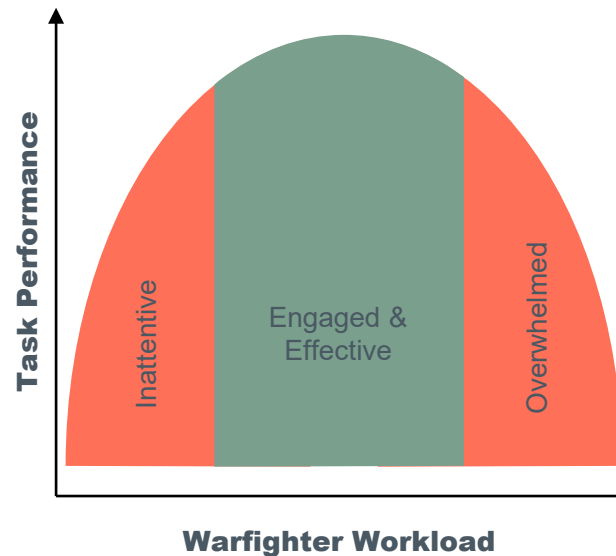 Task Performance
Inattentive
Engaged &
Effective
Overwhelmed
Warfighter Workload